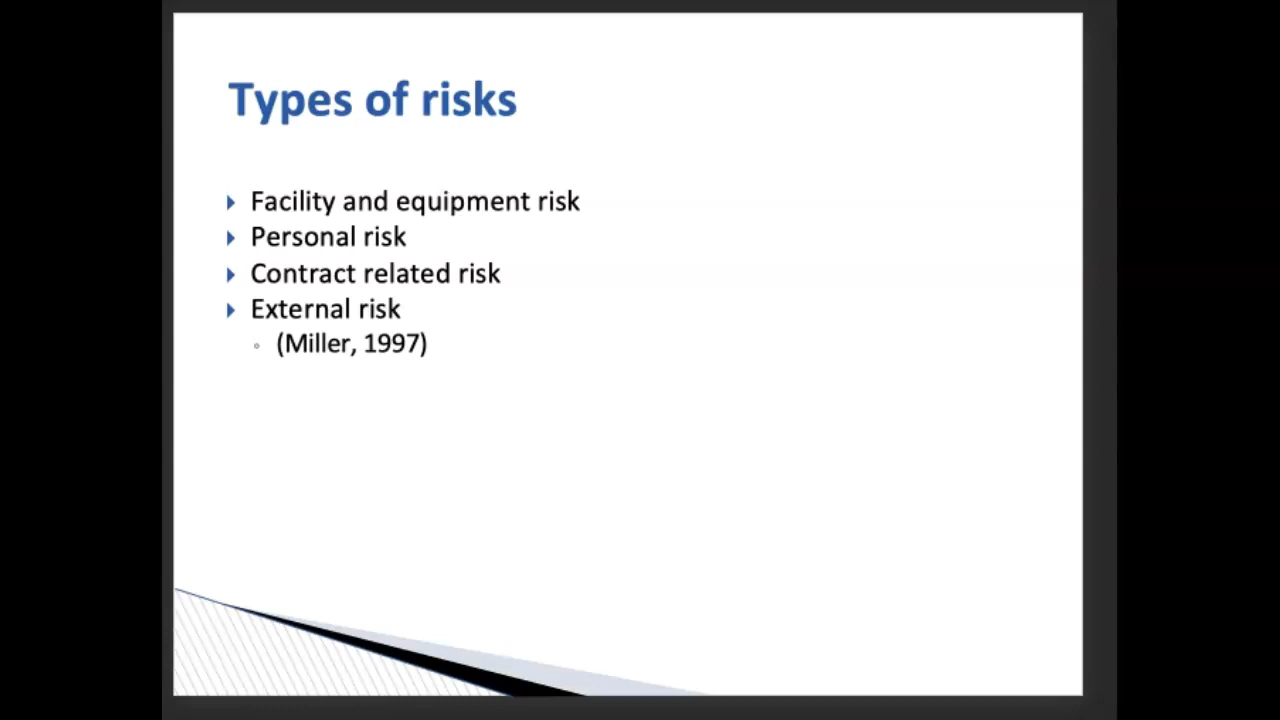 Types of risks
Facility and equipment risk
Personal risk
Contract related risk
External risk
(Miller, 1997)